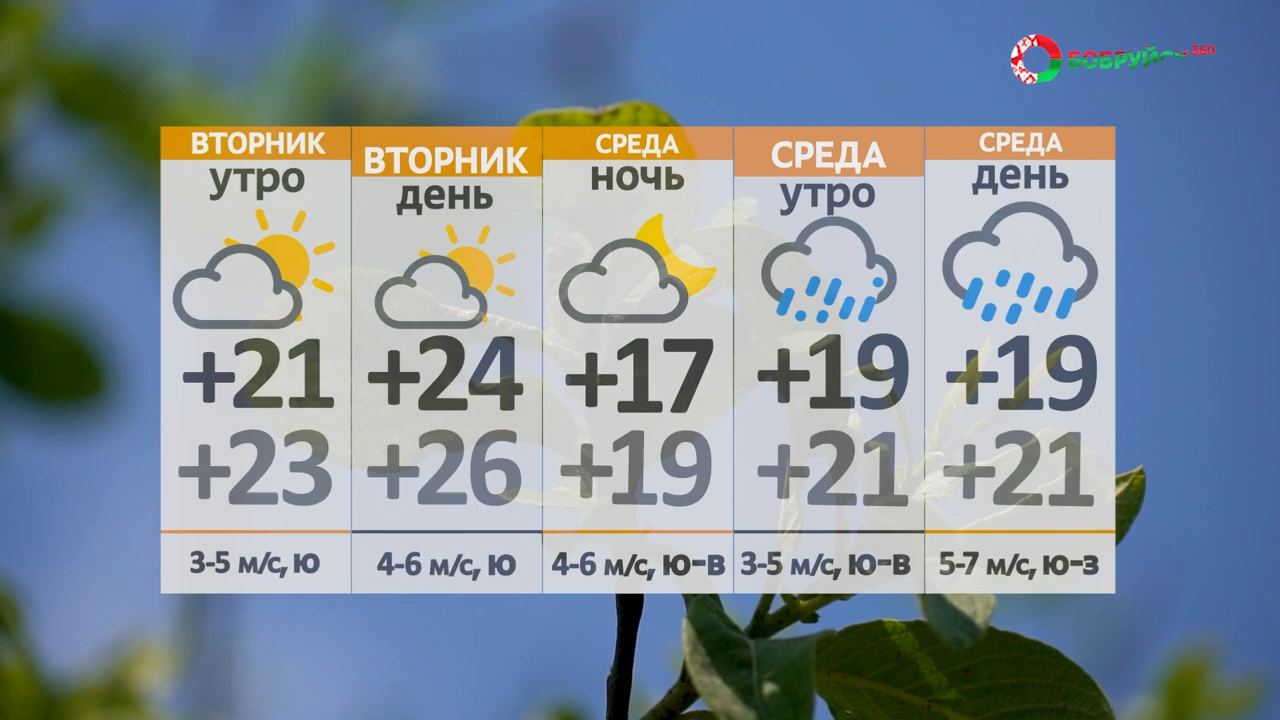 БОБРУЙСК 360
ВТОРНИК
утро
+21
+23
3-5 м/с, ю
ВТОРНИК
день
+24
+26
4-6 м/с, ю
СРЕДА
ночь
+17
+19
4-6 м/с, ю-в
СРЕДА
утро
+19
+21
3-5 м/с, ю-в
СРЕДА
день
+19
+21
5-7 м/с, ю-з